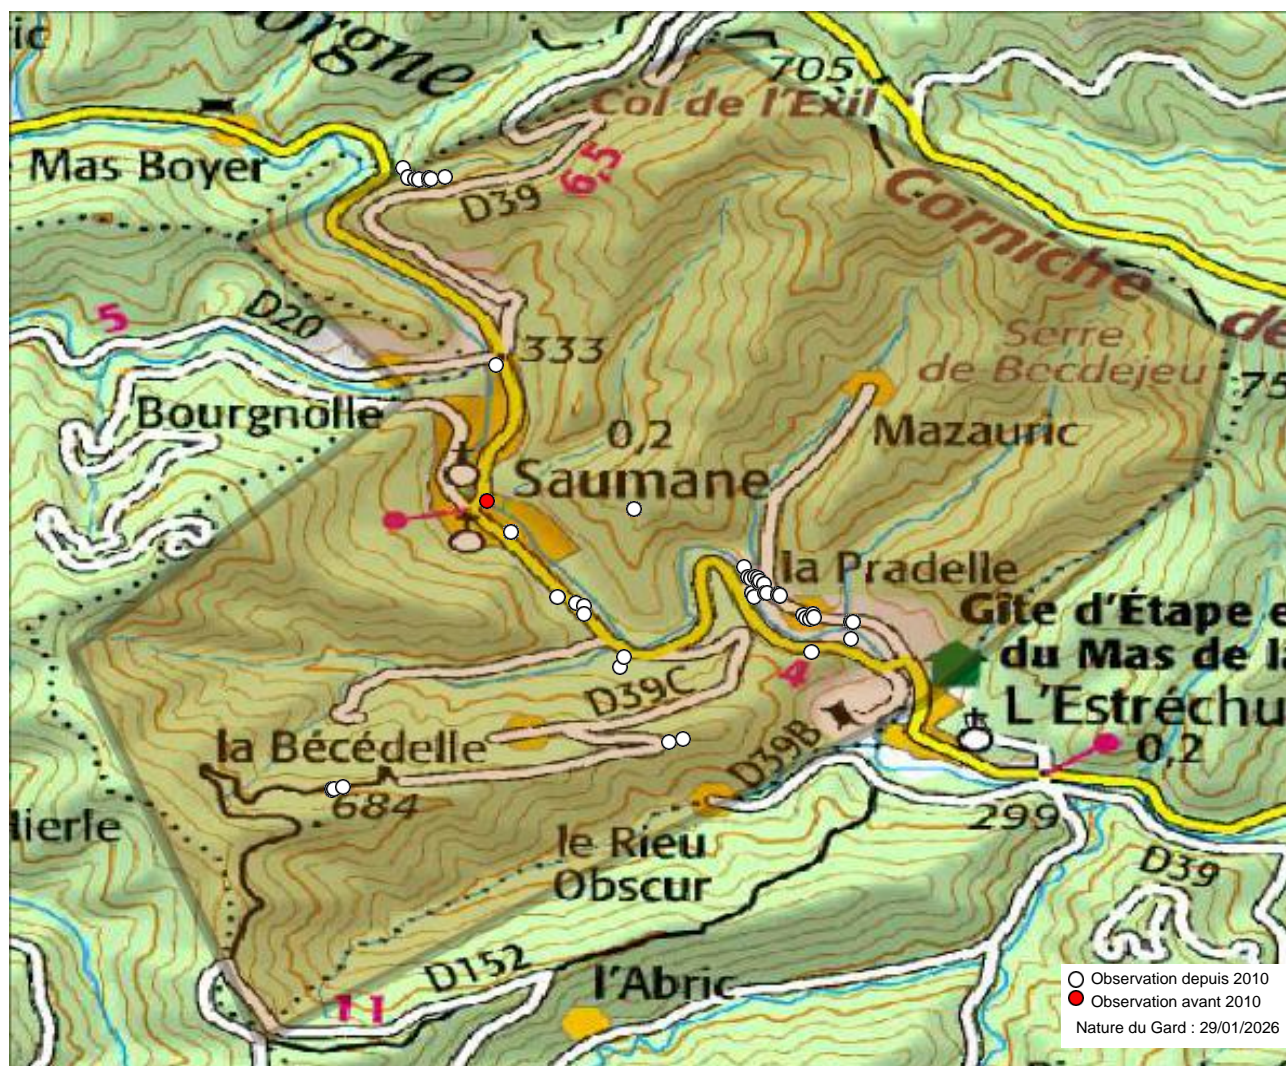 ic
orgne
705
Col de l'Exil
Mas Boyer
6,5
D39
Corniche
de
D20
5
333
Serre
de Becdejeu
75
Bourgnolle
0,2
Mazauric
Saumane
la Pradelle
Gîte d'Étape
du Mas de la
4
D39C
L'Estréchu
la Bécédelle
D39B
0,2
684
299
Hierle
le Rieu
Obscur
D39
D152
l'Abric
11
Observation depuis 2010
Observation avant 2010
Nature du Gard : 29/01/2026